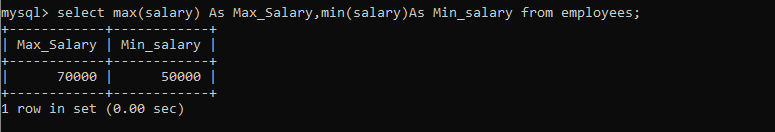 mysql> select max(salary) As Max_Salary,min(salary)As Min_salary from employees;
+------------+------------+
| Max_Salary | Min_salary |
+------------+------------+
|      70000 |      50000 |
+------------+------------+
1 row in set (0.00 sec)